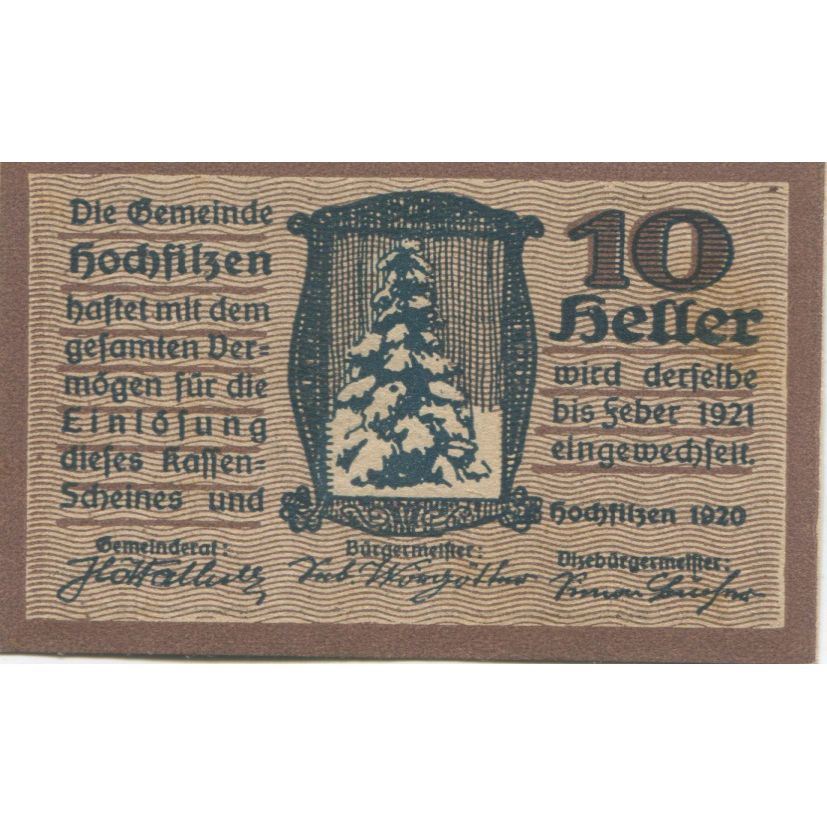 Die Gemeinde
Hochfilzen
haftet mit dem
gesamten Ver=
mögen für die
Einlösung
dieses Kassen=
Scheines und
10
Heller
wird derselbe
bis Feber 1921
eingewechselt.
Hochfilzen 1920
Gemeinderat:
Bürgermeister:
Vizebürgermeister: